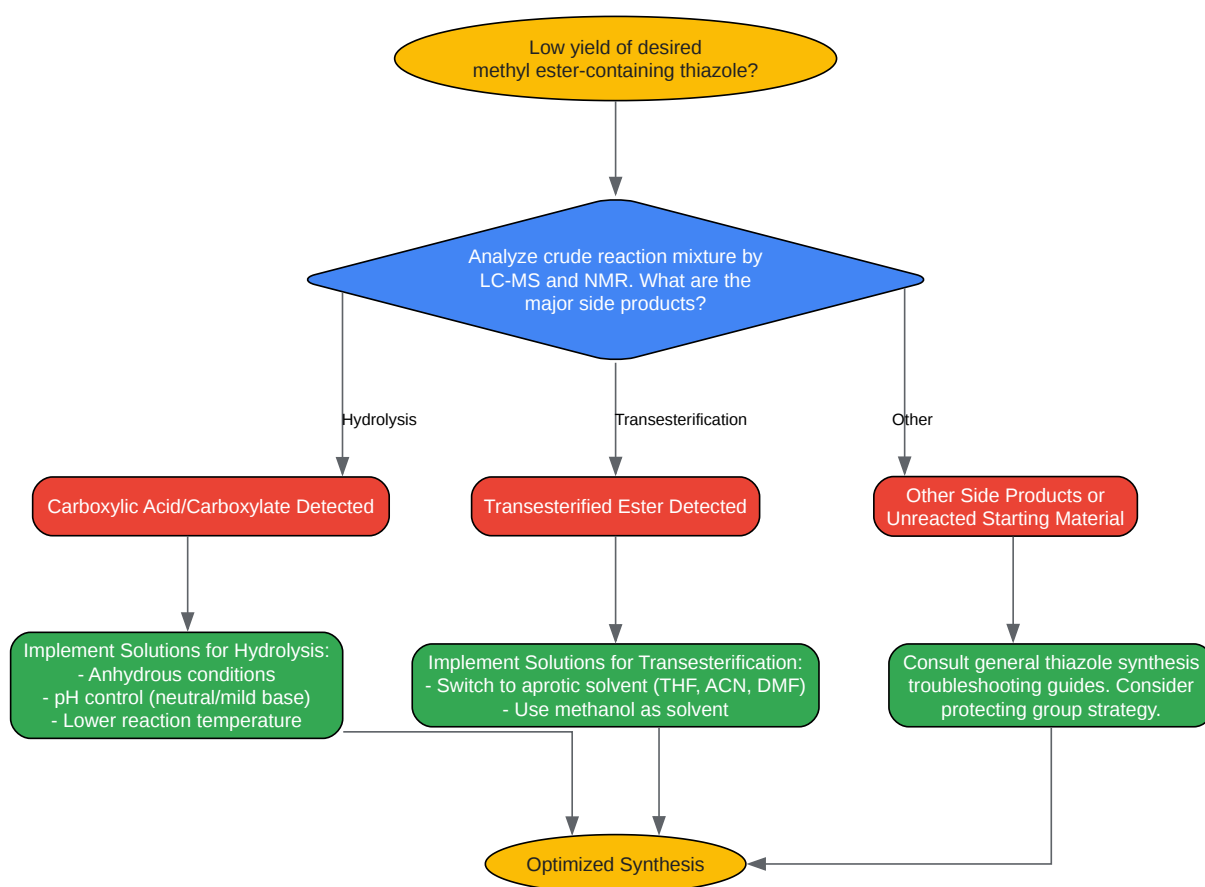 Low yield of desired
methyl ester-containing thiazole?
Analyze crude reaction mixture by
LC-MS and NMR. What are the
major side products?
Hydrolysis
Transesterification
Other
Carboxylic Acid/Carboxylate Detected
Transesterified Ester Detected
Other Side Products or
Unreacted Starting Material
Implement Solutions for Hydrolysis:
- Anhydrous conditions
- pH control (neutral/mild base)
- Lower reaction temperature
Implement Solutions for Transesterification:
- Switch to aprotic solvent (THF, ACN, DMF)
- Use methanol as solvent
Consult general thiazole synthesis
troubleshooting guides. Consider
protecting group strategy.
Optimized Synthesis